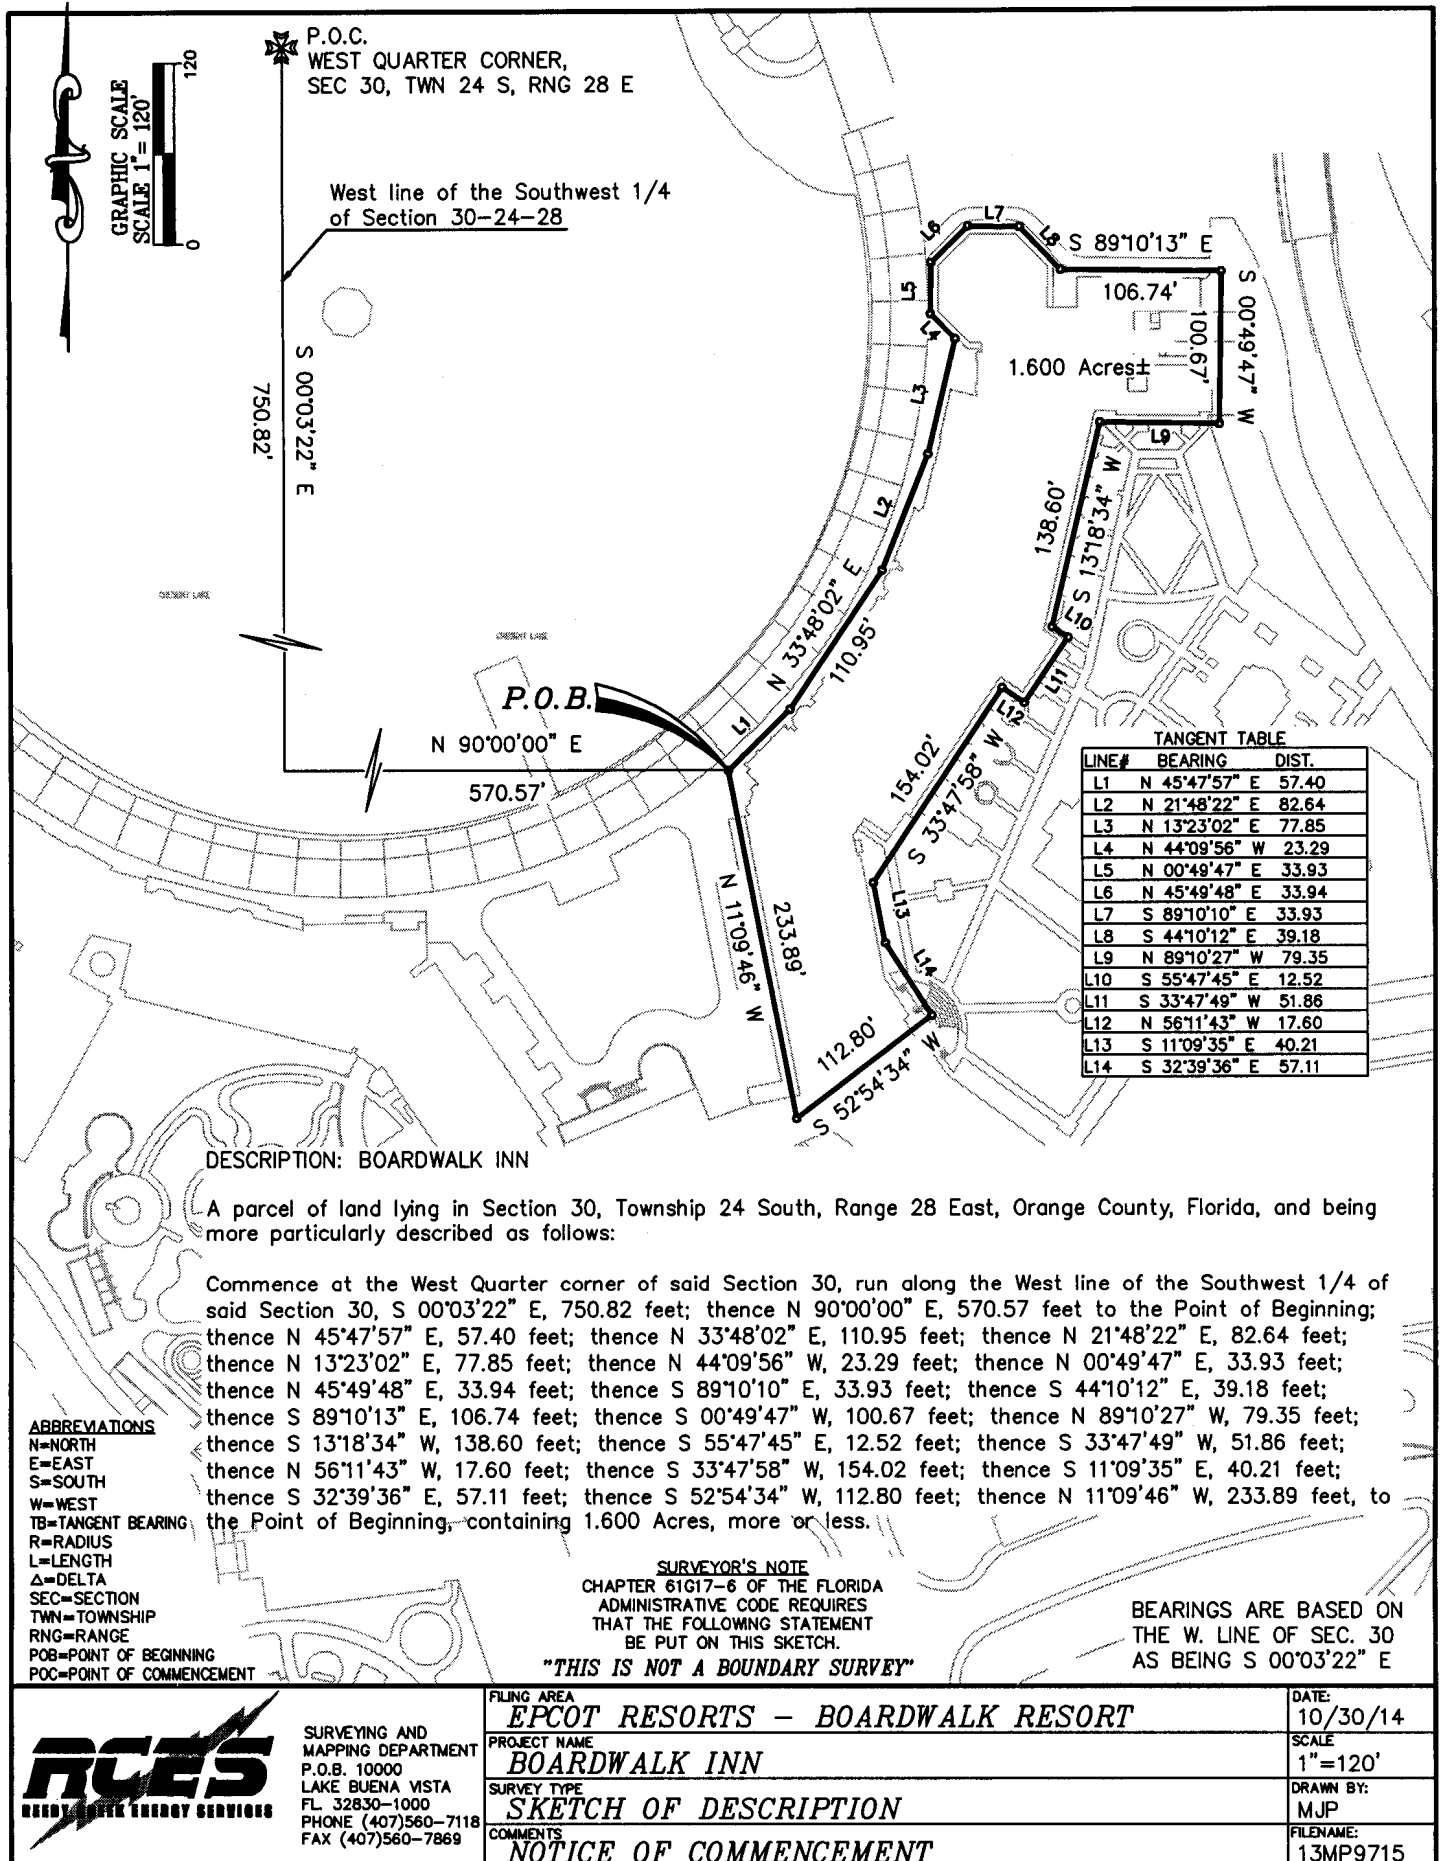 P.O.C.
WEST QUARTER CORNER,
SEC 30, TWN 24 S, RNG 28 E
GRAPHIC SCALE
SCALE 1"= 120'
120
0
West line of the Southwest 1/4
of Section 30-24-28
S 00°03'22" E
750.82'
CRESENT LAKE
CRESENT LAKE
P.O.B.
N 90°00'00" E
570.57'
L1
N 33°48'02" E
110.95'
L2
L3
L4
L5
L6
L7
L8
S 89°10'13" E
106.74'
S 00°49'47" W
100.67'
1.600 Acres±
L9
138.60'
S 13°18'34" W
L10
L11
L12
154.02'
S 33°47'58" W
L13
L14
112.80'
S 52°54'34" W
233.89'
N 11°09'46" W
TANGENT TABLE
LINE# BEARING DIST.
L1 N 45°47'57" E 57.40
L2 N 21°48'22" E 82.64
L3 N 13°23'02" E 77.85
L4 N 44°09'56" W 23.29
L5 N 00°49'47" E 33.93
L6 N 45°49'48" E 33.94
L7 S 89°10'10" E 33.93
L8 S 44°10'12" E 39.18
L9 N 89°10'27" W 79.35
L10 S 55°47'45" E 12.52
L11 S 33°47'49" W 51.86
L12 N 56°11'43" W 17.60
L13 S 11°09'35" E 40.21
L14 S 32°39'36" E 57.11
DESCRIPTION: BOARDWALK INN
A parcel of land lying in Section 30, Township 24 South, Range 28 East, Orange County, Florida, and being
more particularly described as follows:
Commence at the West Quarter corner of said Section 30, run along the West line of the Southwest 1/4 of
said Section 30, S 00°03'22" E, 750.82 feet; thence N 90°00'00" E, 570.57 feet to the Point of Beginning;
thence N 45°47'57" E, 57.40 feet; thence N 33°48'02" E, 110.95 feet; thence N 21°48'22" E, 82.64 feet;
thence N 13°23'02" E, 77.85 feet; thence N 44°09'56" W, 23.29 feet; thence N 00°49'47" E, 33.93 feet;
thence N 45°49'48" E, 33.94 feet; thence S 89°10'10" E, 33.93 feet; thence S 44°10'12" E, 39.18 feet;
thence S 89°10'13" E, 106.74 feet; thence S 00°49'47" W, 100.67 feet; thence N 89°10'27" W, 79.35 feet;
thence S 13°18'34" W, 138.60 feet; thence S 55°47'45" E, 12.52 feet; thence S 33°47'49" W, 51.86 feet;
thence N 56°11'43" W, 17.60 feet; thence S 33°47'58" W, 154.02 feet; thence S 11°09'35" E, 40.21 feet;
thence S 32°39'36" E, 57.11 feet; thence S 52°54'34" W, 112.80 feet; thence N 11°09'46" W, 233.89 feet, to
the Point of Beginning, containing 1.600 Acres, more or less.
ABBREVIATIONS
N=NORTH
E=EAST
S=SOUTH
W=WEST
TB=TANGENT BEARING
R=RADIUS
L=LENGTH
Δ=DELTA
SEC=SECTION
TWN=TOWNSHIP
RNG=RANGE
POB=POINT OF BEGINNING
POC=POINT OF COMMENCEMENT
SURVEYOR'S NOTE
CHAPTER 61G17-6 OF THE FLORIDA
ADMINISTRATIVE CODE REQUIRES
THAT THE FOLLOWING STATEMENT
BE PUT ON THIS SKETCH.
"THIS IS NOT A BOUNDARY SURVEY"
BEARINGS ARE BASED ON
THE W. LINE OF SEC. 30
AS BEING S 00°03'22" E
RCES
REEDY CREEK ENERGY SERVICES
SURVEYING AND
MAPPING DEPARTMENT
P.O.B. 10000
LAKE BUENA VISTA
FL. 32830-1000
PHONE (407)560-7118
FAX (407)560-7869
FILING AREA
EPCOT RESORTS - BOARDWALK RESORT
PROJECT NAME
BOARDWALK INN
SURVEY TYPE
SKETCH OF DESCRIPTION
COMMENTS
NOTICE OF COMMENCEMENT
DATE:
10/30/14
SCALE
1"=120'
DRAWN BY:
MJP
FILENAME:
13MP9715